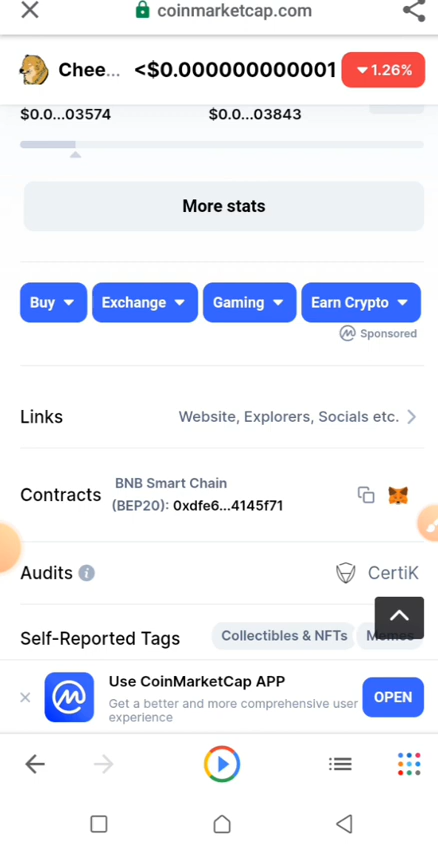 coinmarketcap.com
Chee... <$0.000000000001 1.26%
$0.0...03574 $0.0...03843
More stats
Buy Exchange Gaming Earn Crypto
Sponsored
Links Website, Explorers, Socials etc.
BNB Smart Chain
Contracts (BEP20): 0xdfe6...4145f71
Audits i CertiK
Self-Reported Tags Collectibles & NFTs Memes
Use CoinMarketCap APP
Get a better and more comprehensive user
experience
OPEN